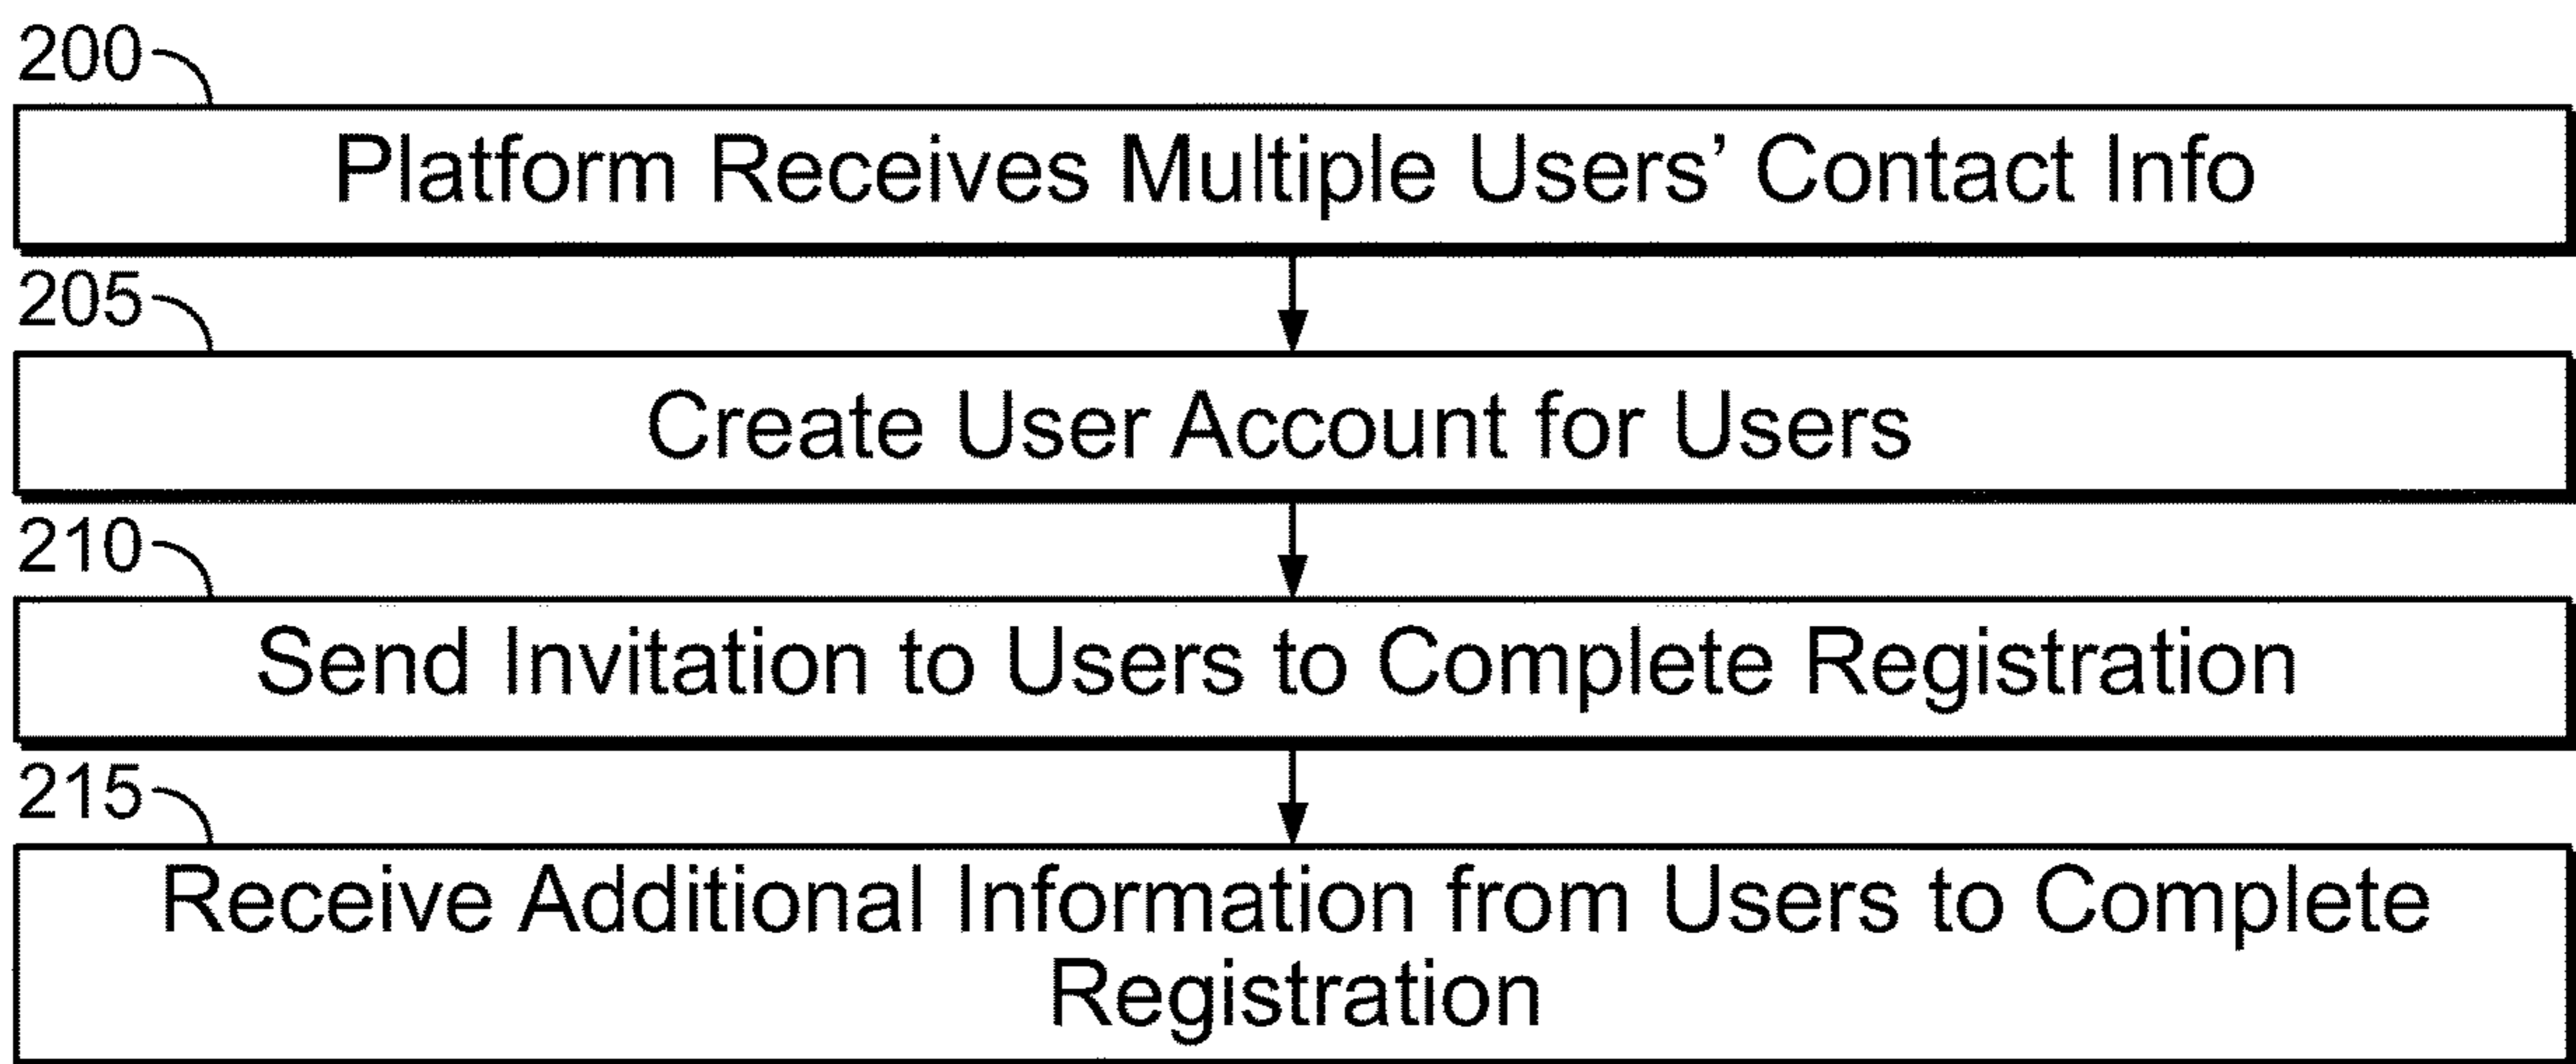 200
Platform Receives Multiple Users’ Contact Info
205
Create User Account for Users
210
Send Invitation to Users to Complete Registration
215
Receive Additional Information from Users to Complete
Registration